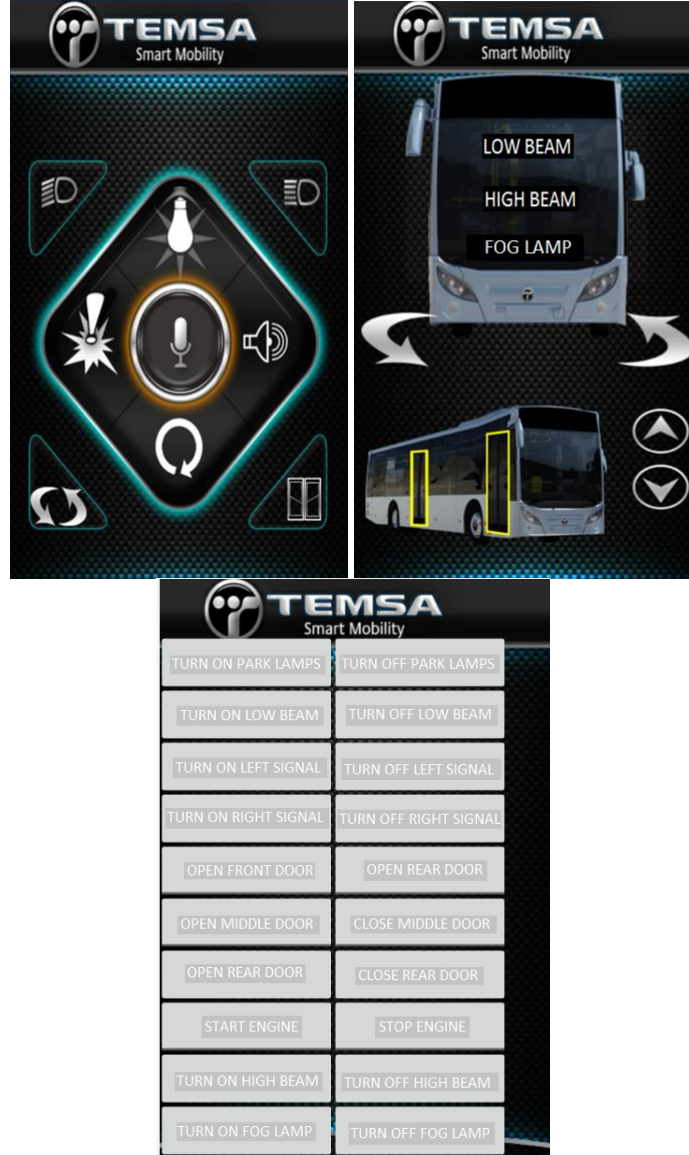 TEMSA
Smart Mobility
TEMSA
Smart Mobility
LOW BEAM
HIGH BEAM
FOG LAMP
TEMSA
Smart Mobility
TURN ON PARK LAMPS TURN OFF PARK LAMPS
TURN ON LOW BEAM TURN OFF LOW BEAM
TURN ON LEFT SIGNAL TURN OFF LEFT SIGNAL
TURN ON RIGHT SIGNAL TURN OFF RIGHT SIGNAL
OPEN FRONT DOOR OPEN REAR DOOR
OPEN MIDDLE DOOR CLOSE MIDDLE DOOR
OPEN REAR DOOR CLOSE REAR DOOR
START ENGINE STOP ENGINE
TURN ON HIGH BEAM TURN OFF HIGH BEAM
TURN ON FOG LAMP TURN OFF FOG LAMP